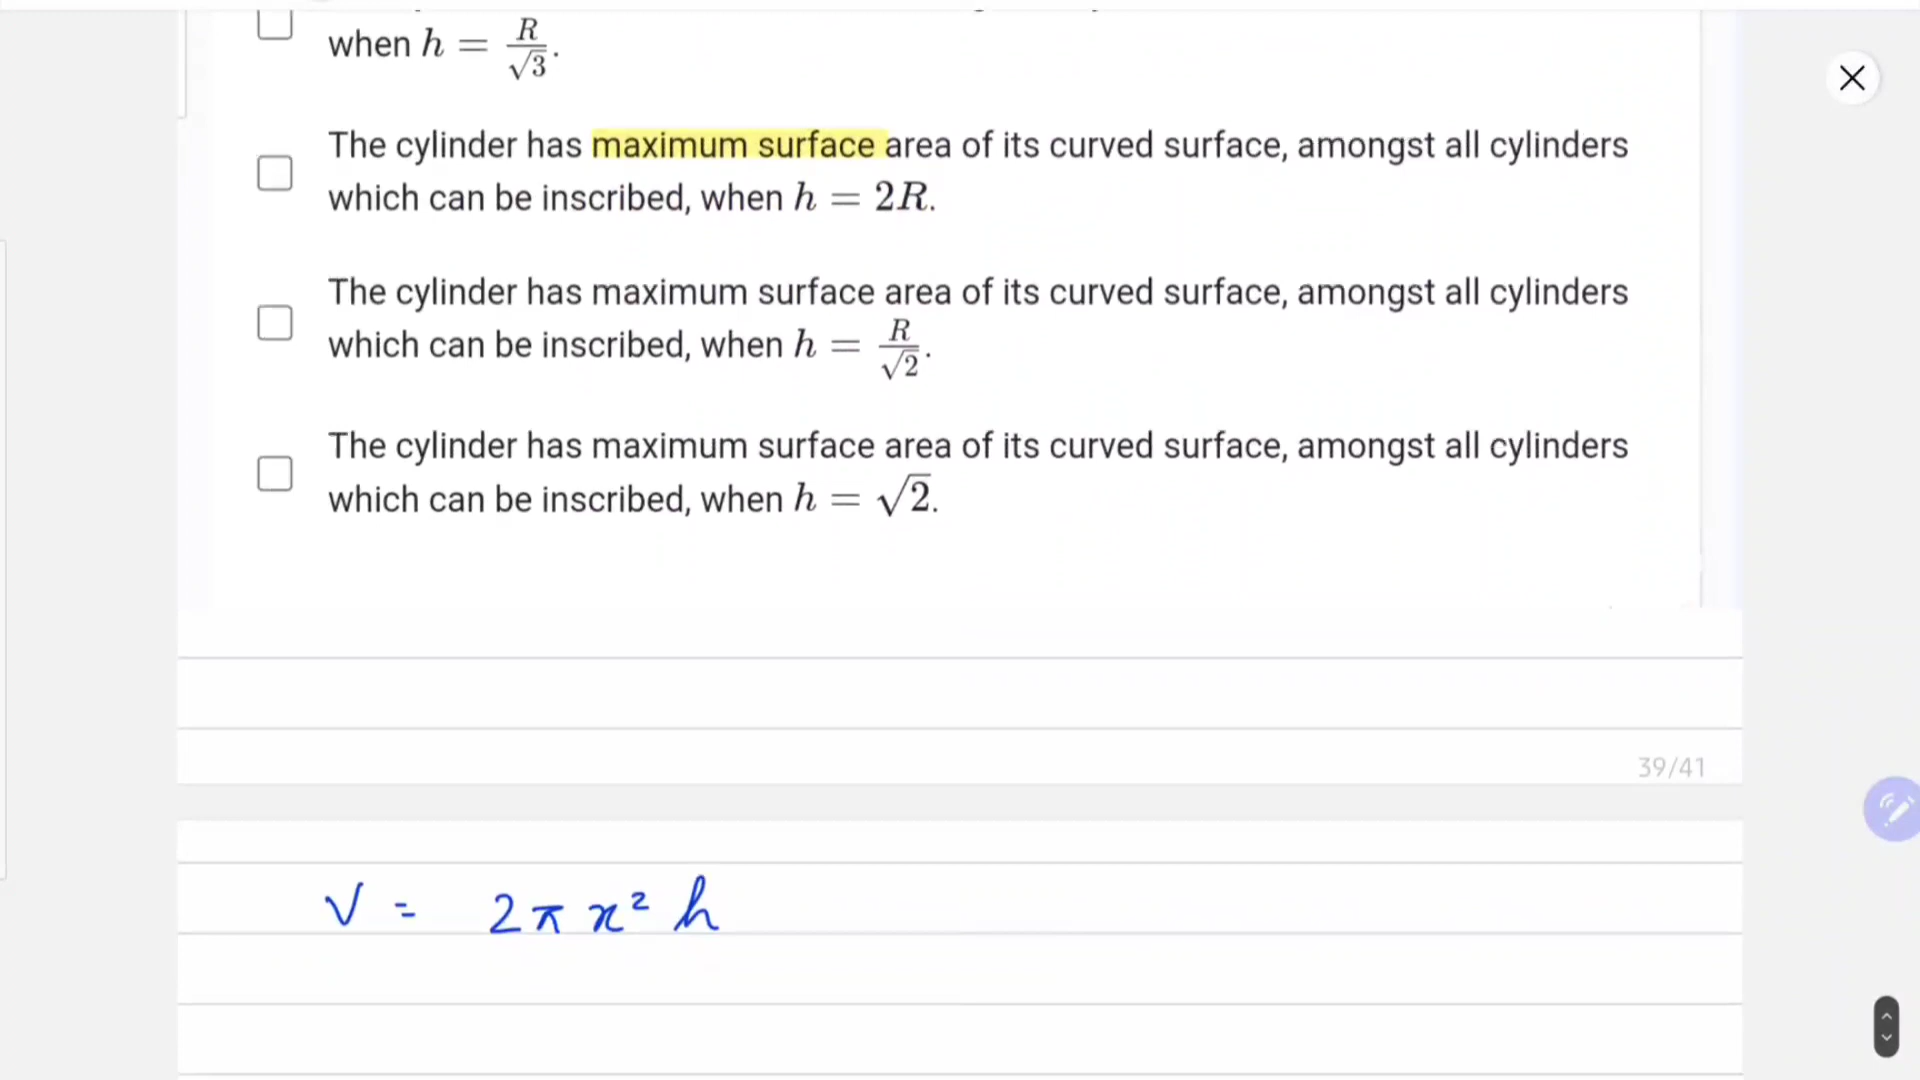 when h = R/√3.
The cylinder has maximum surface area of its curved surface, amongst all cylinders
which can be inscribed, when h = 2R.
The cylinder has maximum surface area of its curved surface, amongst all cylinders
which can be inscribed, when h = R/√2.
The cylinder has maximum surface area of its curved surface, amongst all cylinders
which can be inscribed, when h = √2.
39/41
V = 2πx² h